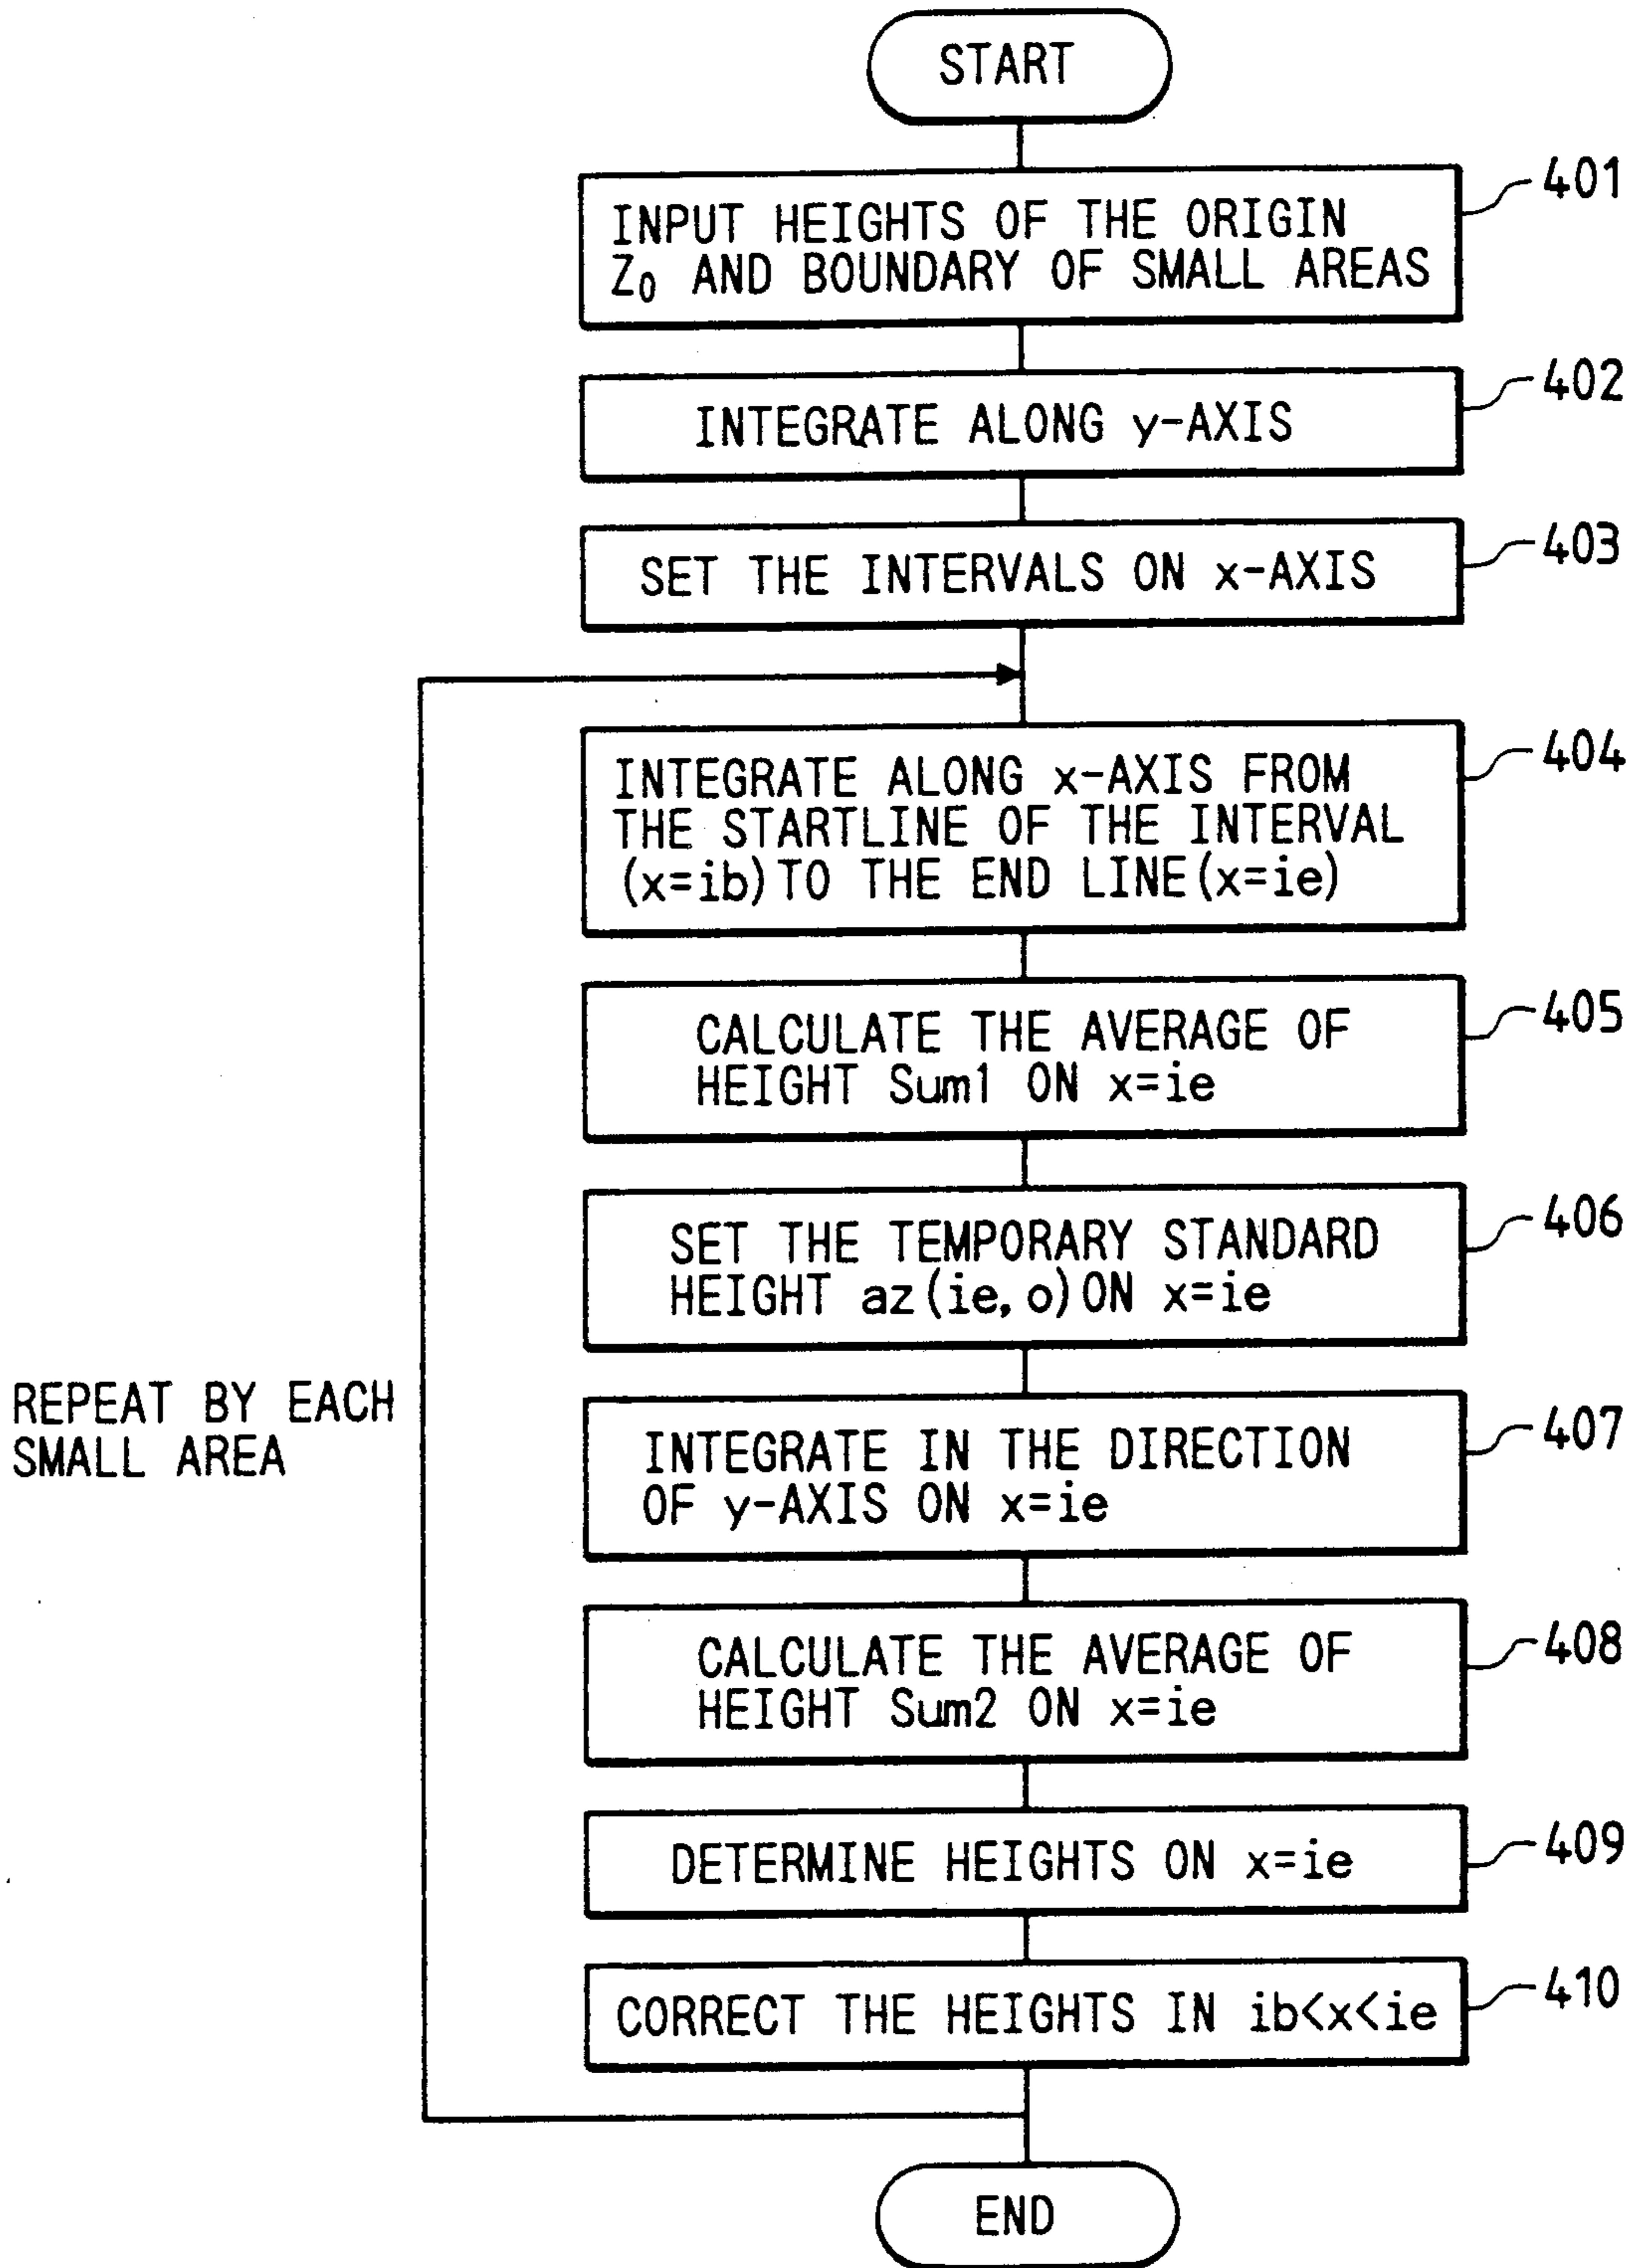 START
401
INPUT HEIGHTS OF THE ORIGIN
Z₀ AND BOUNDARY OF SMALL AREAS
402
INTEGRATE ALONG y-AXIS
403
SET THE INTERVALS ON x-AXIS
404
INTEGRATE ALONG x-AXIS FROM
THE STARTLINE OF THE INTERVAL
(x=ib) TO THE END LINE (x=ie)
405
CALCULATE THE AVERAGE OF
HEIGHT Sum1 ON x=ie
406
SET THE TEMPORARY STANDARD
HEIGHT az(ie,o) ON x=ie
REPEAT BY EACH
SMALL AREA
407
INTEGRATE IN THE DIRECTION
OF y-AXIS ON x=ie
408
CALCULATE THE AVERAGE OF
HEIGHT Sum2 ON x=ie
409
DETERMINE HEIGHTS ON x=ie
410
CORRECT THE HEIGHTS IN ib<x<ie
END